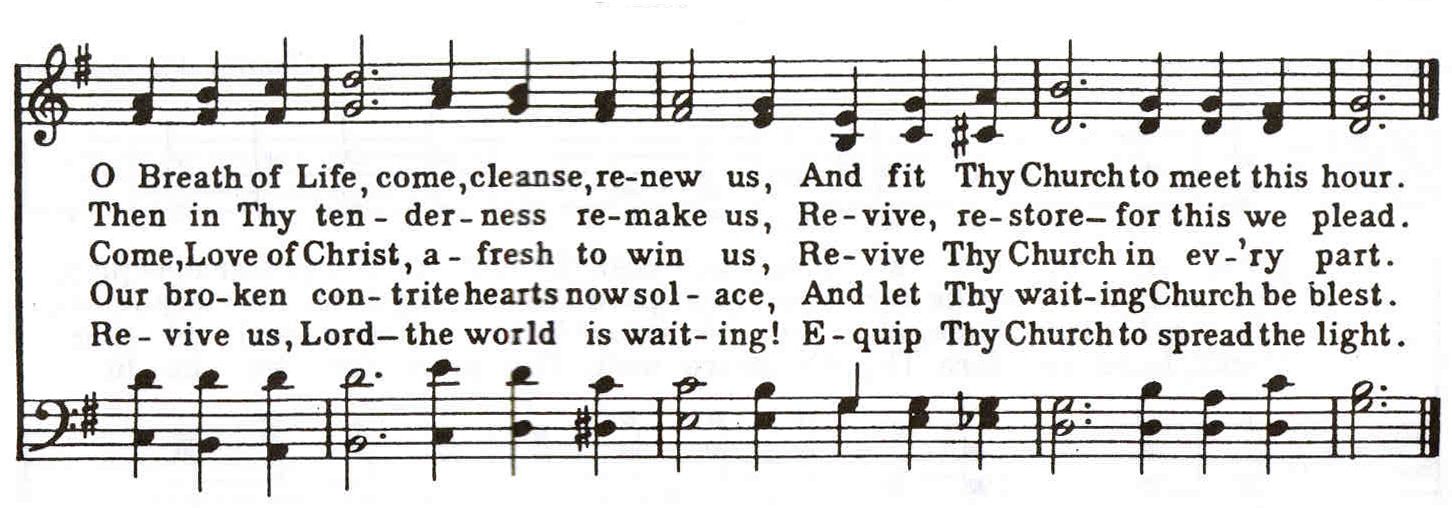 O Breath of Life, come, cleanse, re-new us, And fit Thy Church to meet this hour.
Then in Thy ten-der-ness re-make us, Re-vive, re-store—for this we plead.
Come, Love of Christ, a-fresh to win us, Re-vive Thy Church in ev-'ry part.
Our bro-ken con-trite hearts now sol-ace, And let Thy wait-ing Church be blest.
Re-vive us, Lord—the world is wait-ing! E-quip Thy Church to spread the light.